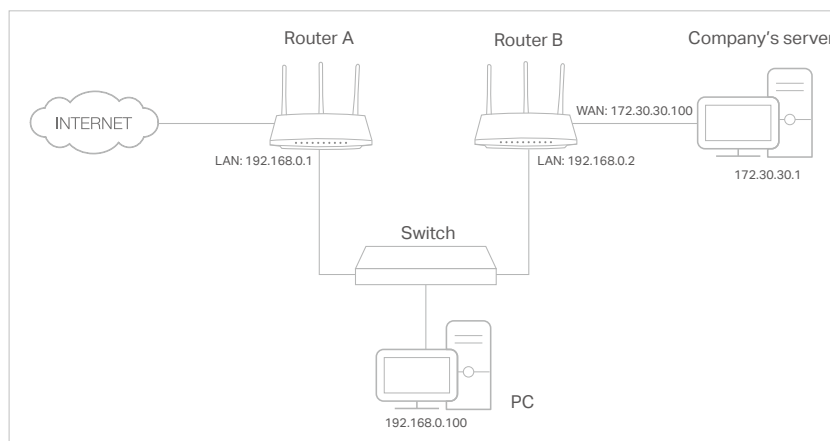 Router A
Router B
Company's server
INTERNET
WAN: 172.30.30.100
LAN: 192.168.0.1
LAN: 192.168.0.2
172.30.30.1
Switch
PC
192.168.0.100